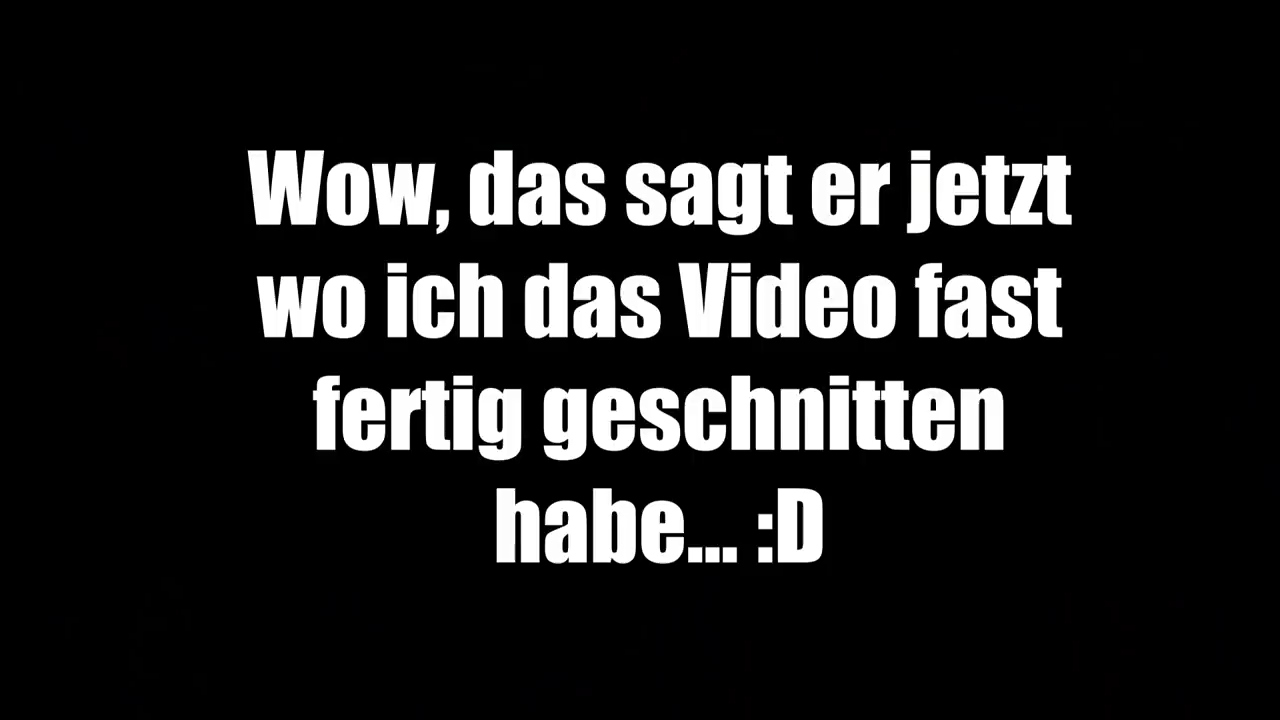 Wow, das sagt er jetzt
wo ich das Video fast
fertig geschnitten
habe... :D